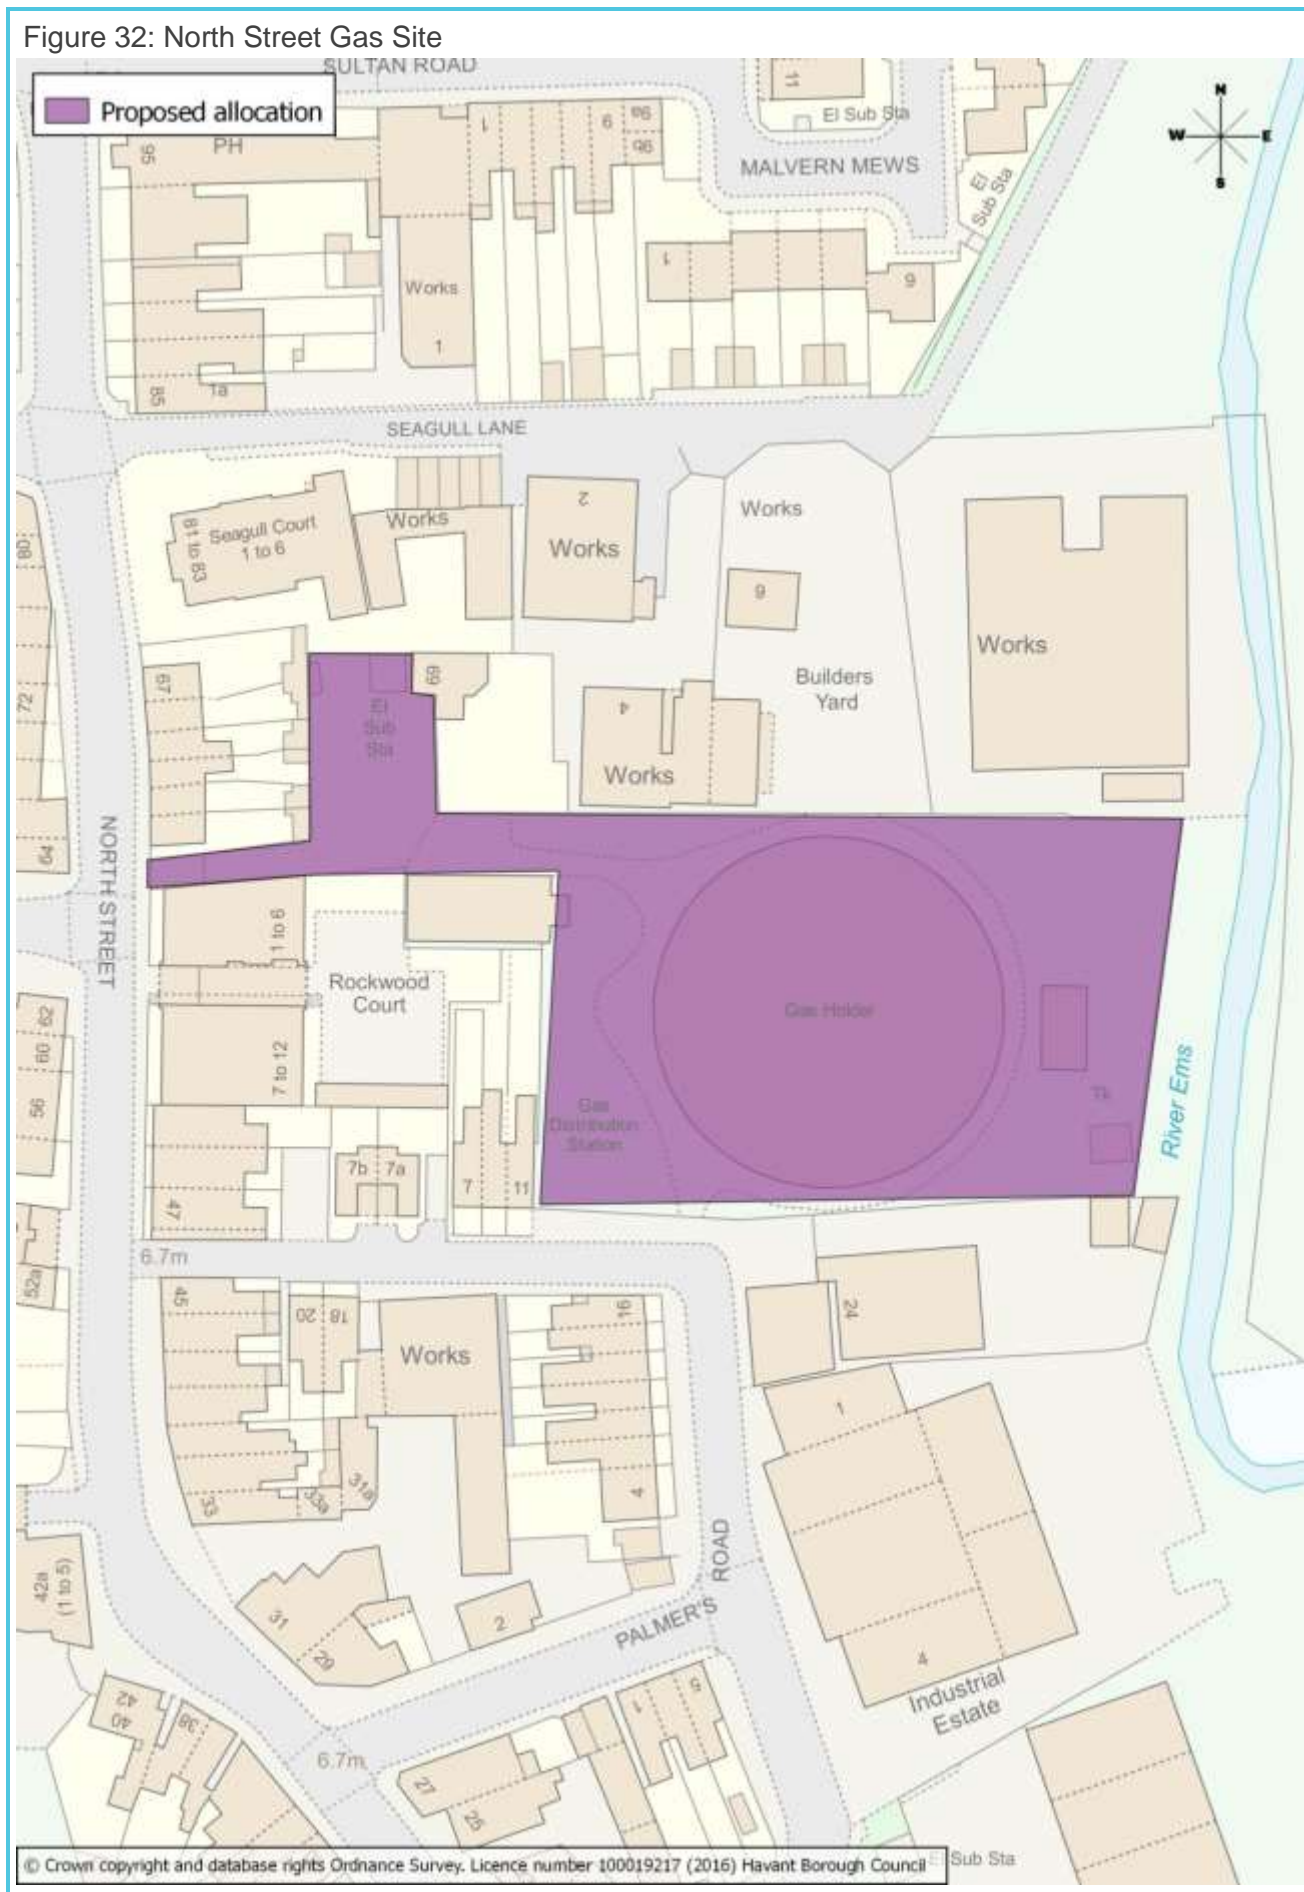 Figure 32: North Street Gas Site
SULTAN ROAD
Proposed allocation
N
W
E
S
11
El Sub Sta
95
PH
1
9
9a
9b
MALVERN MEWS
El
Sub Sta
Works
1
1
9
85
1a
SEAGULL LANE
81 to 83
Seagull Court
1 to 6
Works
2
Works
Works
9
Works
80
Builders
Yard
72
67
El
Sub
Sta
69
4
Works
64
NORTH STREET
1 to 6
Rockwood
Court
Gas Holder
62
60
56
7 to 12
Gas
Distribution
Station
Tk
River Ems
7b
7a
7
11
47
6.7m
52a
45
20
18
Works
16
24
1
33
33a
31a
4
42a
(1 to 5)
31
29
2
PALMER'S
ROAD
4
Industrial
Estate
42
40
38
6.7m
1
5
27
25
© Crown copyright and database rights Ordnance Survey. Licence number 100019217 (2016) Havant Borough Council
El Sub Sta